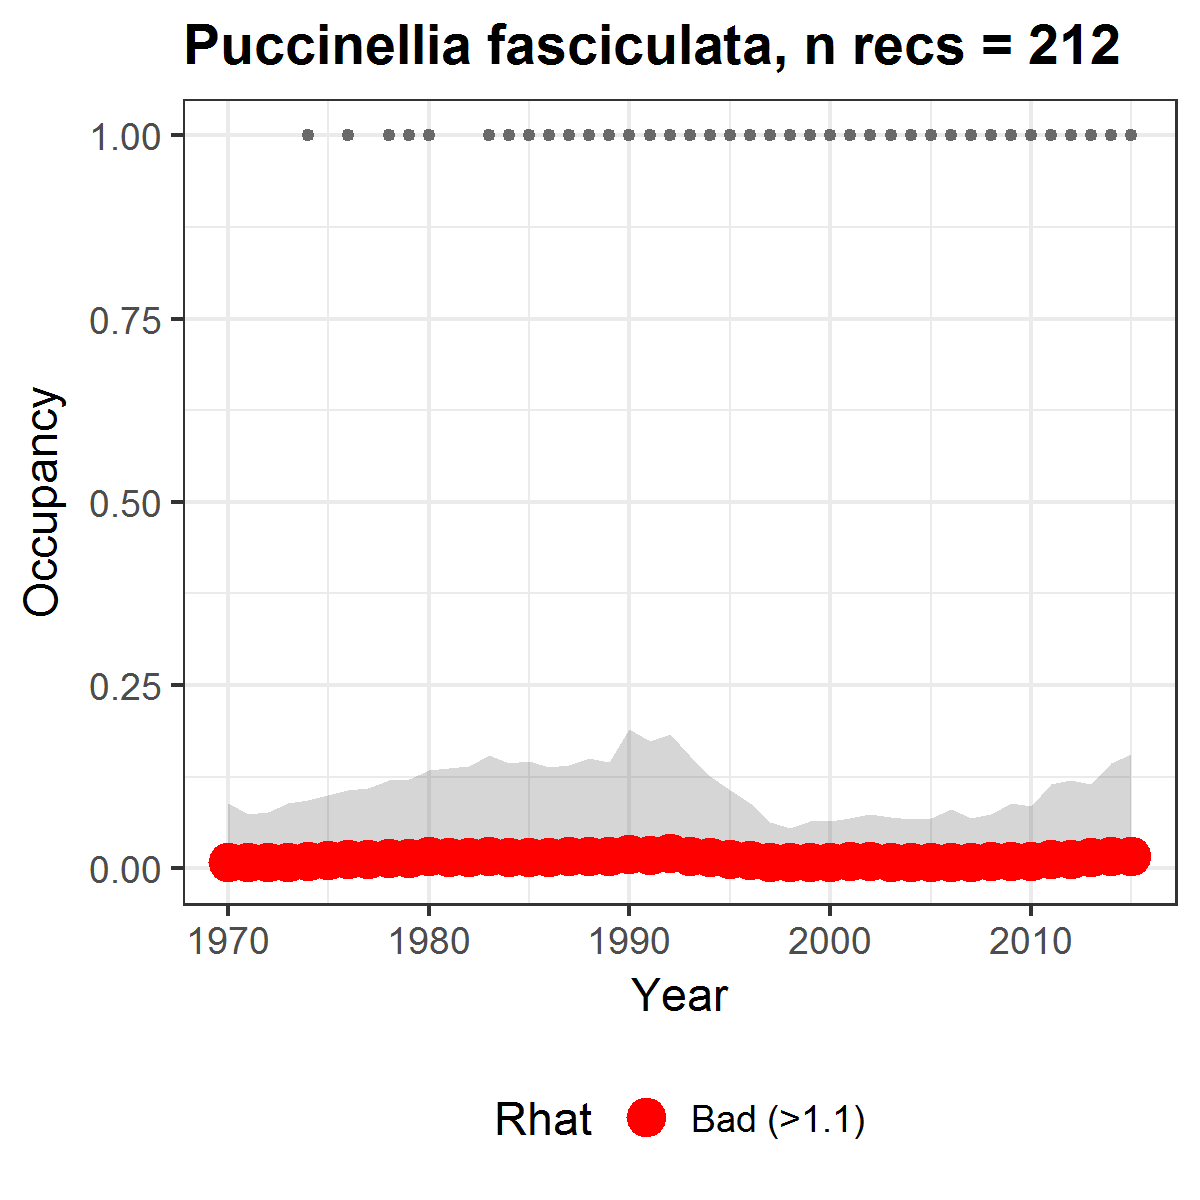 Puccinellia fasciculata, n recs = 212
1.00
0.75
0.50
0.25
0.00
Occupancy
1970 1980 1990 2000 2010
Year
Rhat Bad (>1.1)